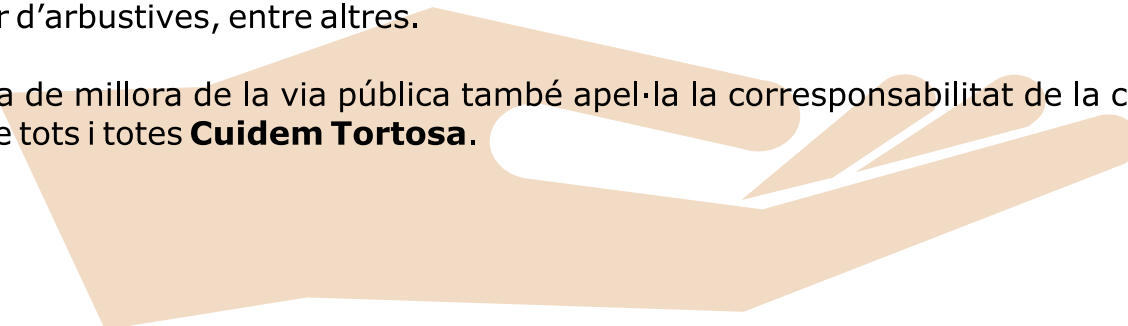 r d’arbustives, entre altres.
a de millora de la via pública també apel·la la corresponsabilitat de la c
e tots i totes Cuidem Tortosa.